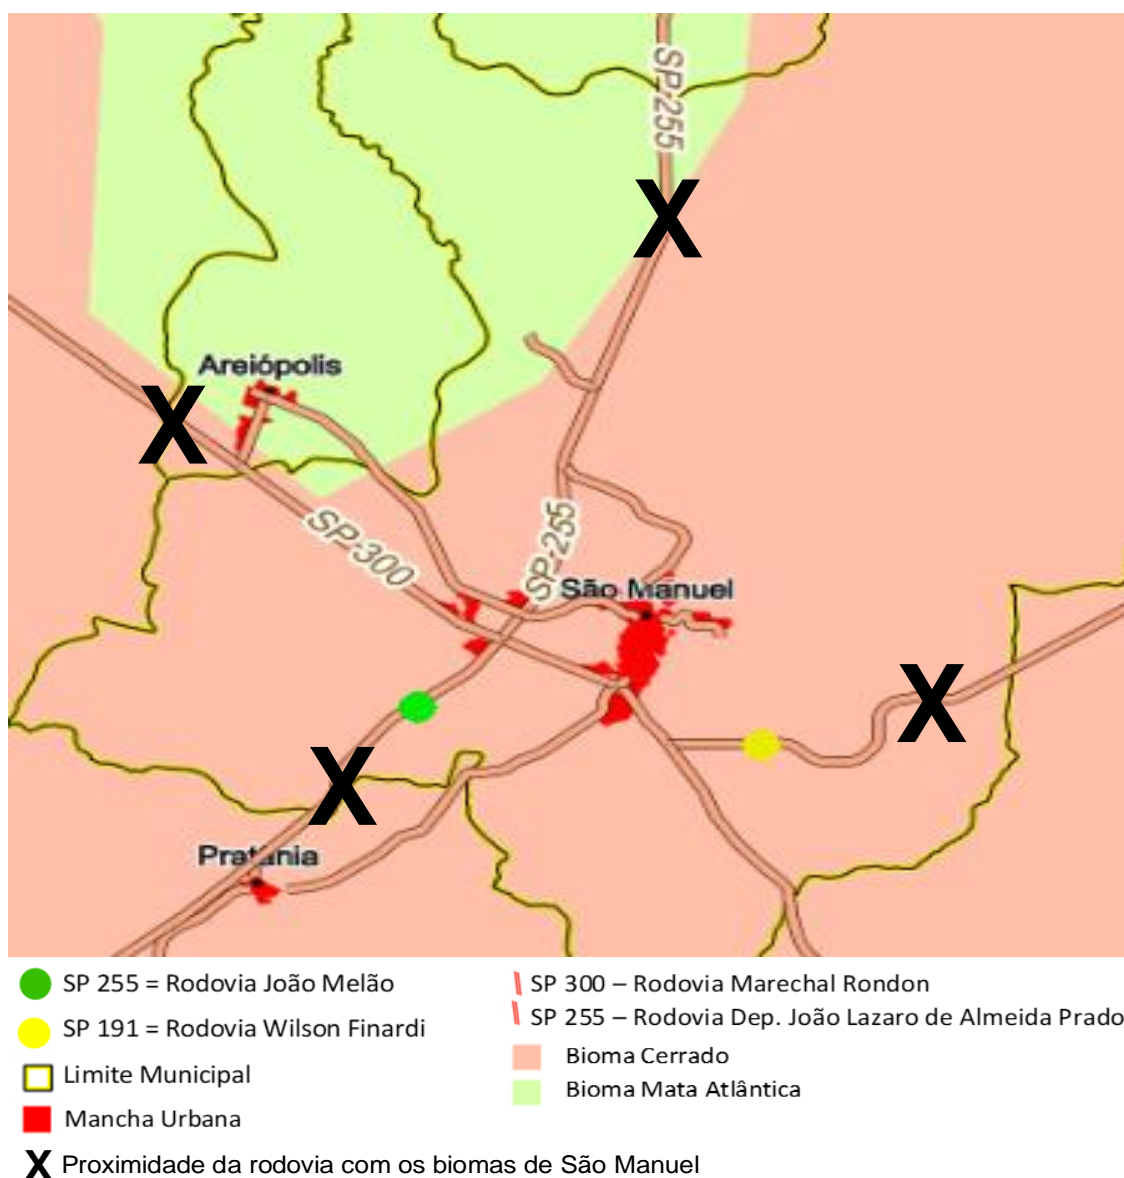 SP-255
Areiópolis
SP-300
SP-255
São Manuel
Pratânia
SP 255 = Rodovia João Melão
SP 191 = Rodovia Wilson Finardi
Limite Municipal
Mancha Urbana
X Proximidade da rodovia com os biomas de São Manuel
SP 300 – Rodovia Marechal Rondon
SP 255 – Rodovia Dep. João Lazaro de Almeida Prado
Bioma Cerrado
Bioma Mata Atlântica
X
X
X
X